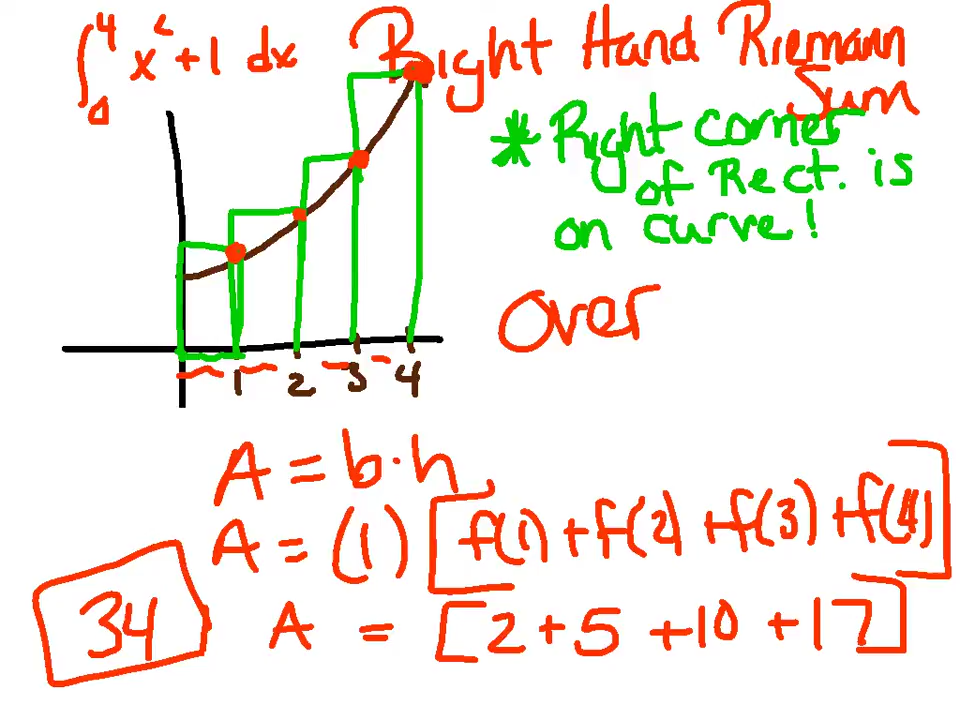 ∫₀⁴ x² + 1 dx Right Hand Riemann Sum
* Right corner
of Rect. is
on curve!
Over
1 2 3 4
A = b·h
A = (1) [f(1) + f(2) + f(3) + f(4)]
34 A = [2 + 5 + 10 + 17]